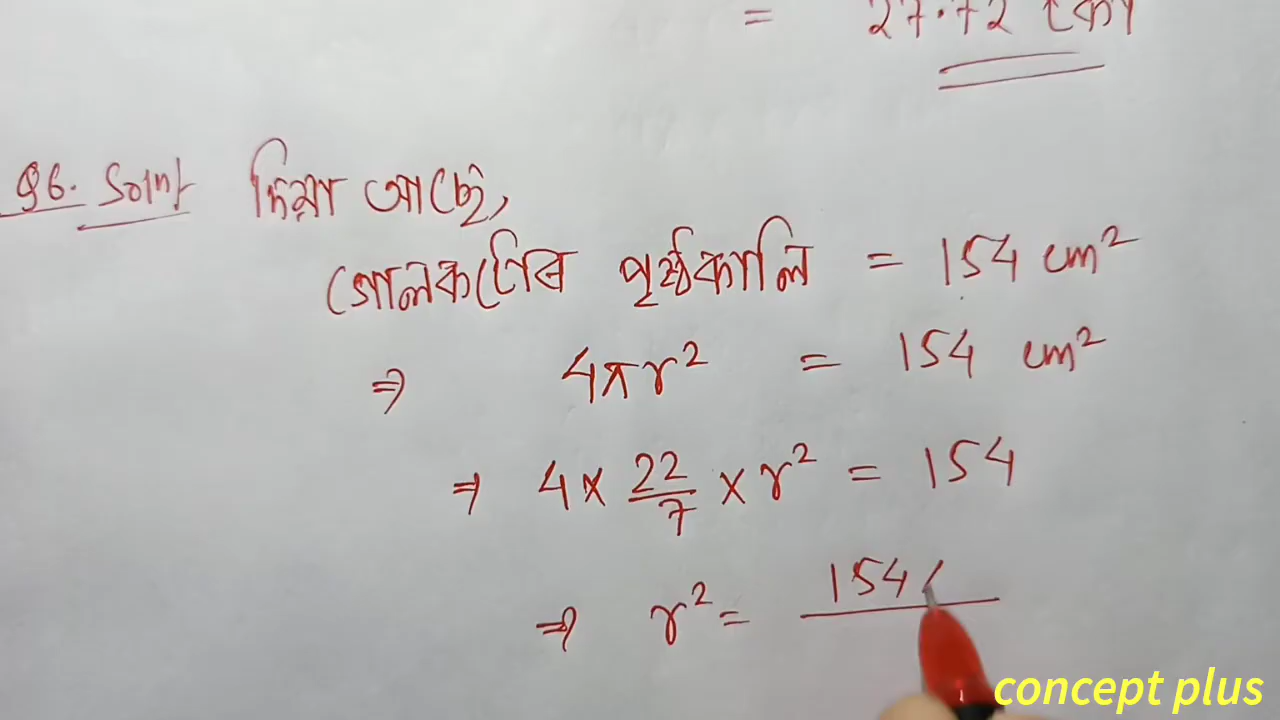 = 27.72 টকা
Q6. Soln: দিয়া আছে,
গোলকটোৰ পৃষ্ঠকালি = 154 cm²
⇒ 4πr² = 154 cm²
⇒ 4 × 22/7 × r² = 154
⇒ r² = 154
concept plus